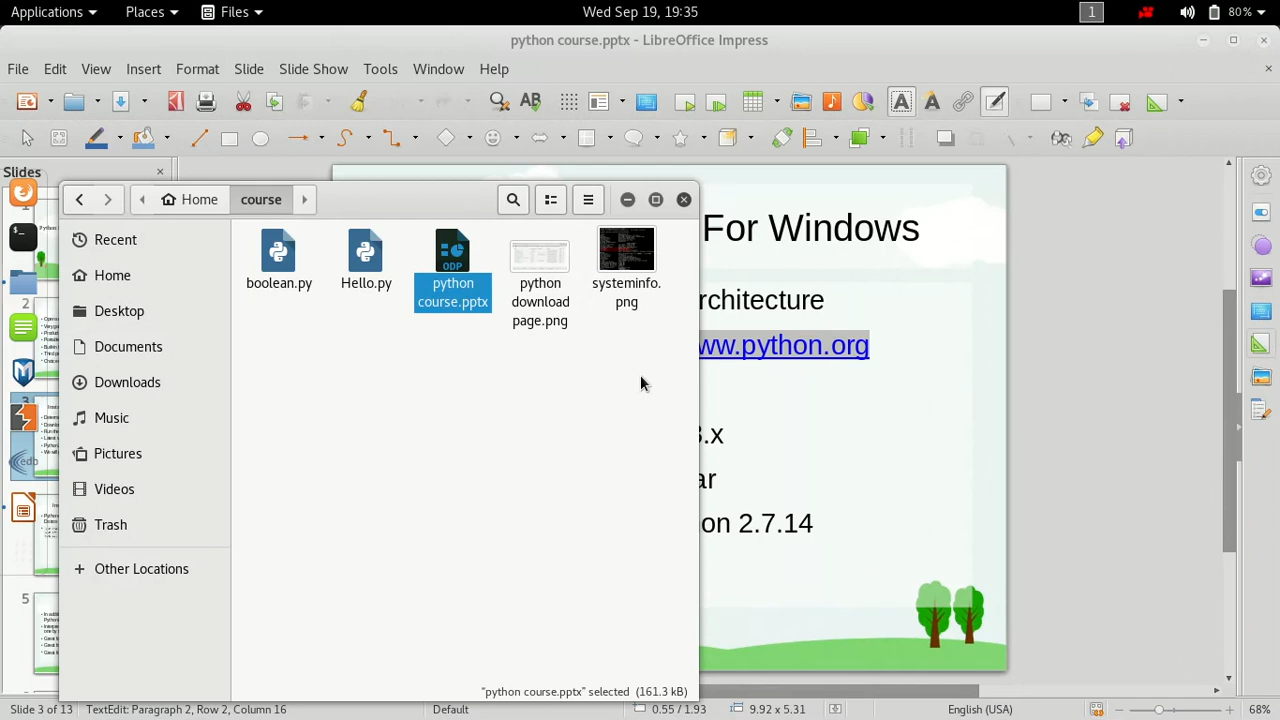 Applications Places Files Wed Sep 19, 19:35 1 80%
python course.pptx - LibreOffice Impress
File Edit View Insert Format Slide Slide Show Tools Window Help
Slides
Home course
Recent
Home
Desktop
Documents
Downloads
Music
Pictures
Videos
Trash
Other Locations
boolean.py
Hello.py
ODP
python
course.pptx
python
download
page.png
systeminfo.
png
"python course.pptx" selected (161.3 kB)
For Windows
rchitecture
ww.python.org
3.x
ar
on 2.7.14
2
3
5
Slide 3 of 13 TextEdit: Paragraph 2, Row 2, Column 16 Default 0.55 / 1.93 9.92 x 5.31 English (USA) 68%